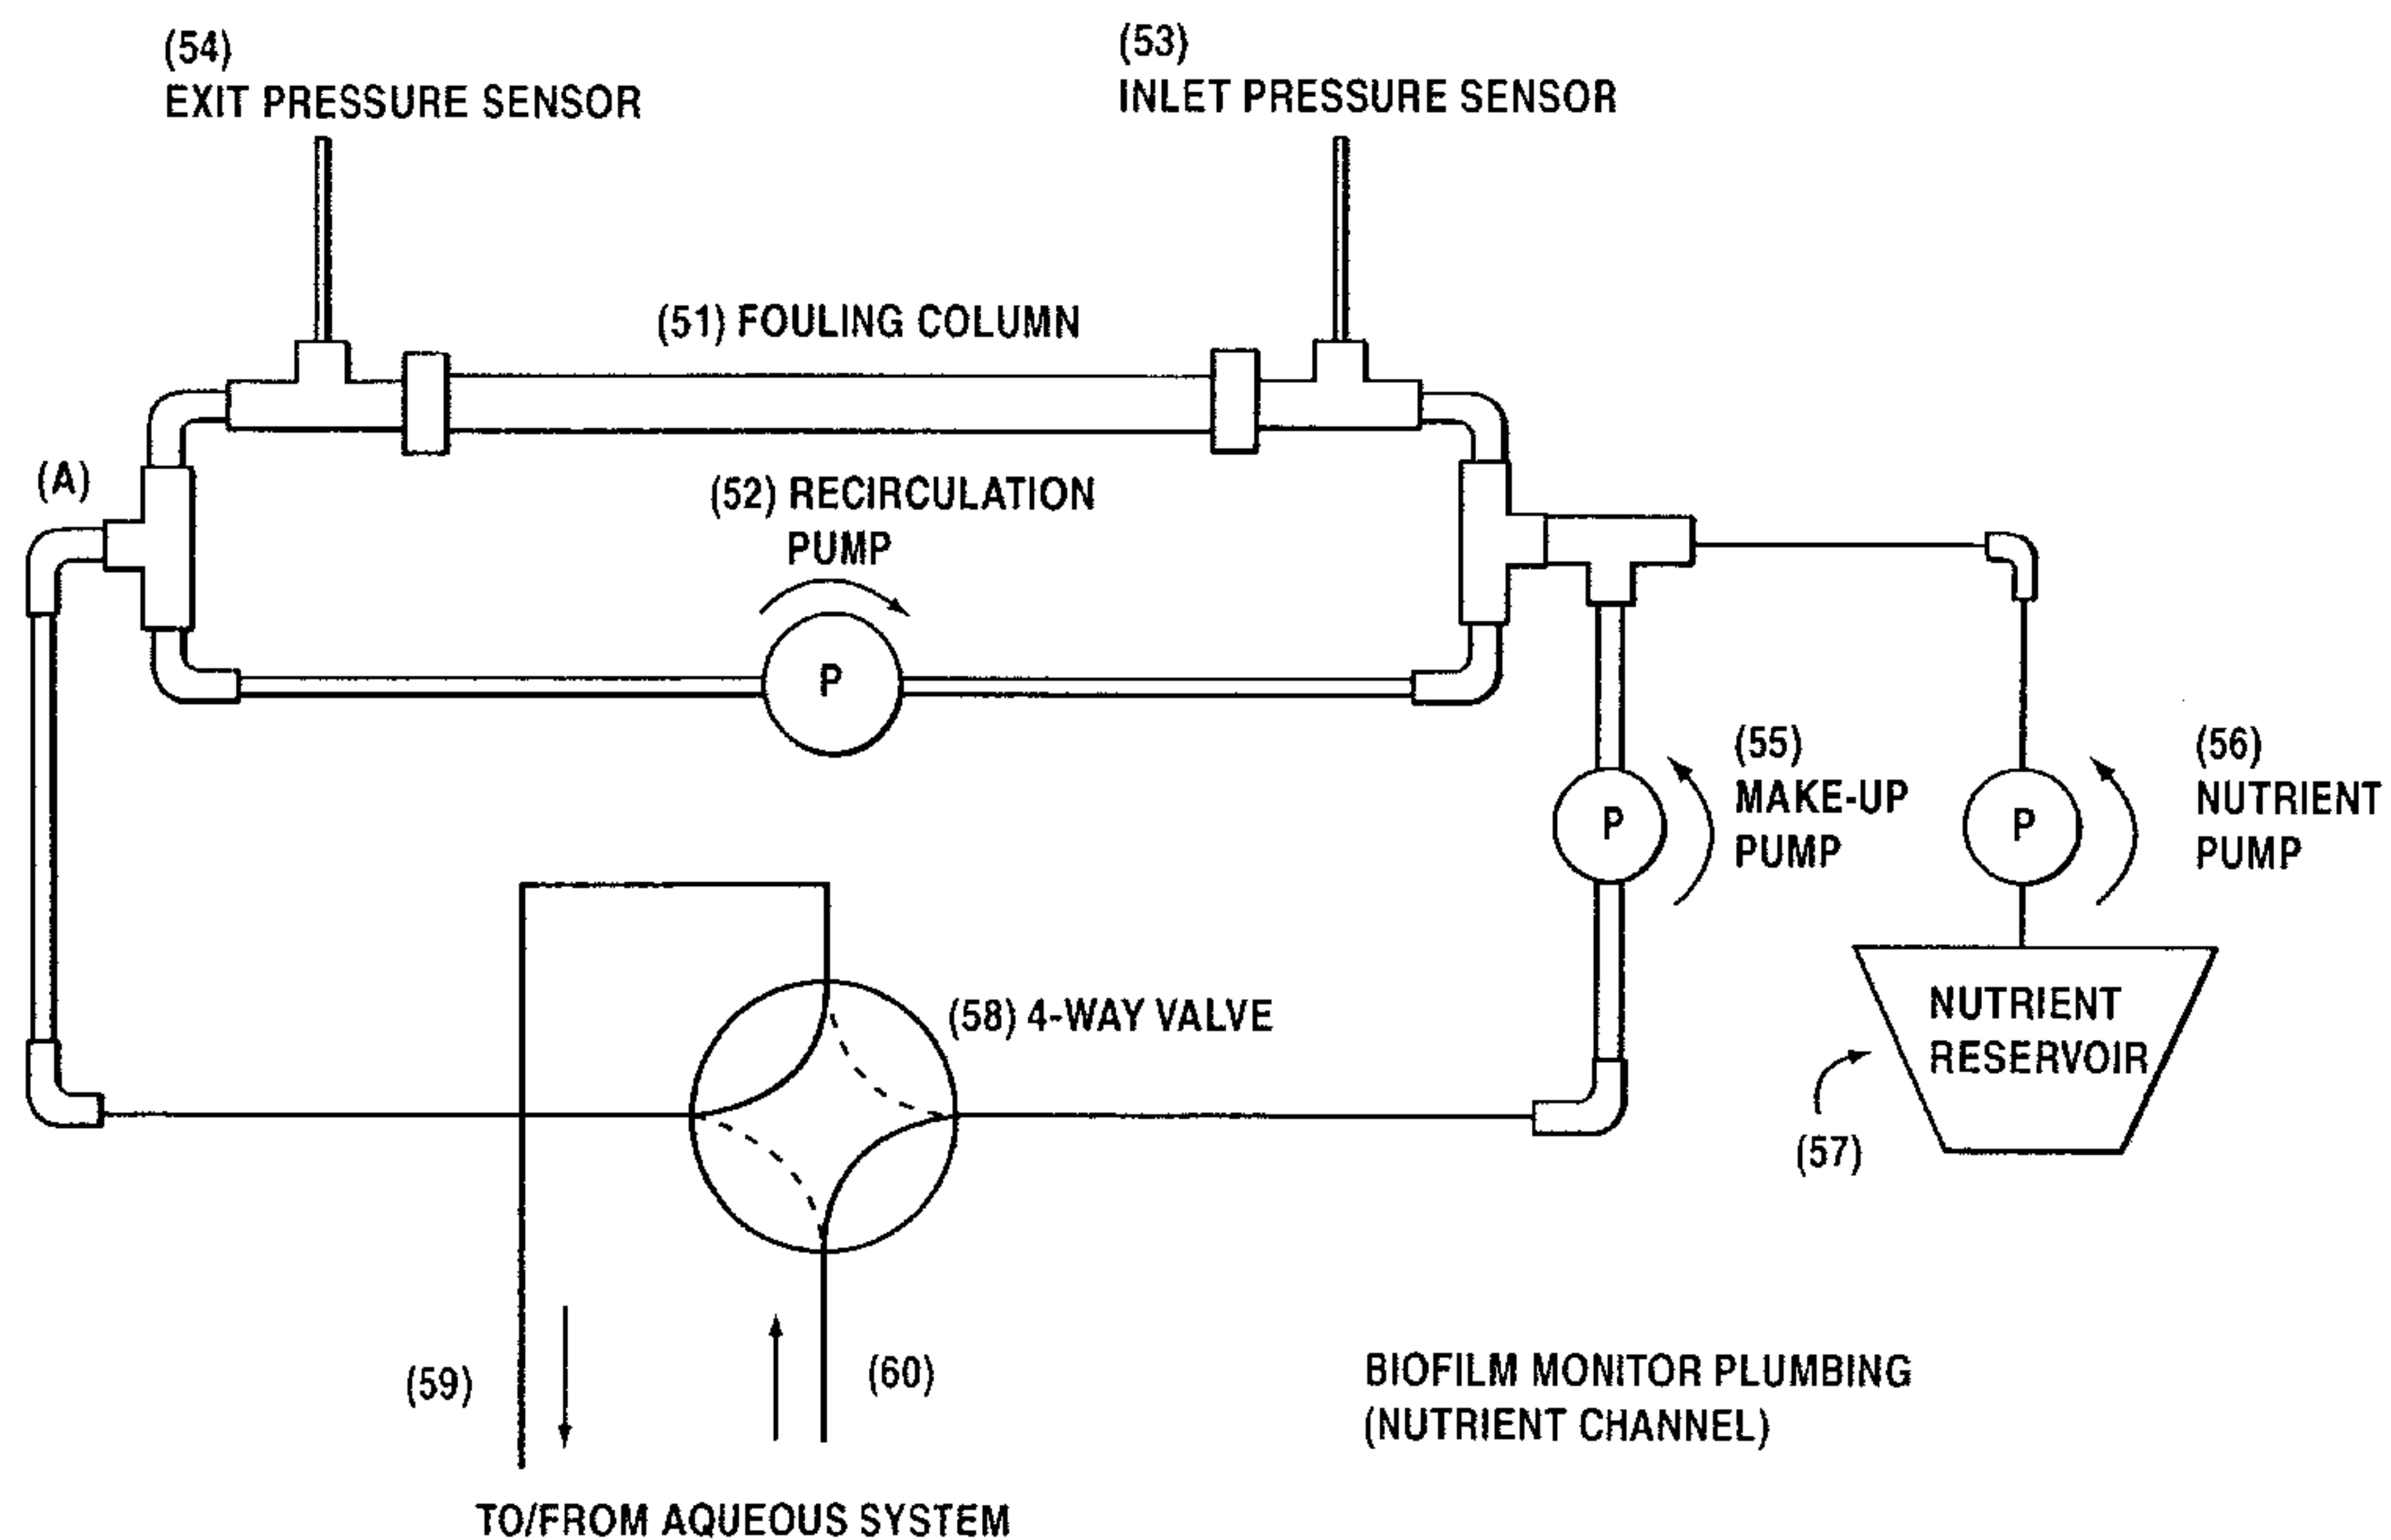 (54)
EXIT PRESSURE SENSOR
(53)
INLET PRESSURE SENSOR
(51) FOULING COLUMN
(A)
(52) RECIRCULATION
PUMP
P
(55)
MAKE-UP
PUMP
P
(56)
NUTRIENT
PUMP
P
NUTRIENT
RESERVOIR
(57)
(58) 4-WAY VALVE
(59)
(60)
BIOFILM MONITOR PLUMBING
(NUTRIENT CHANNEL)
TO/FROM AQUEOUS SYSTEM